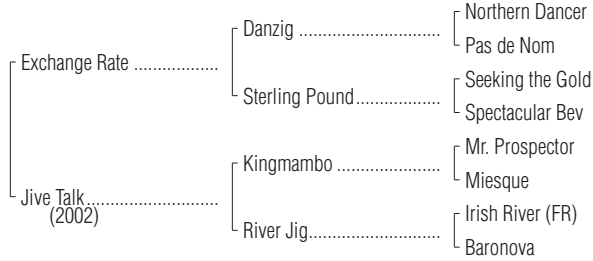 Northern Dancer
Danzig ..................................
Pas de Nom
Exchange Rate ....................
Seeking the Gold
Sterling Pound....................
Spectacular Bev
Mr. Prospector
Kingmambo ........................
Miesque
Jive Talk................................
(2002)
Irish River (FR)
River Jig................................
Baronova